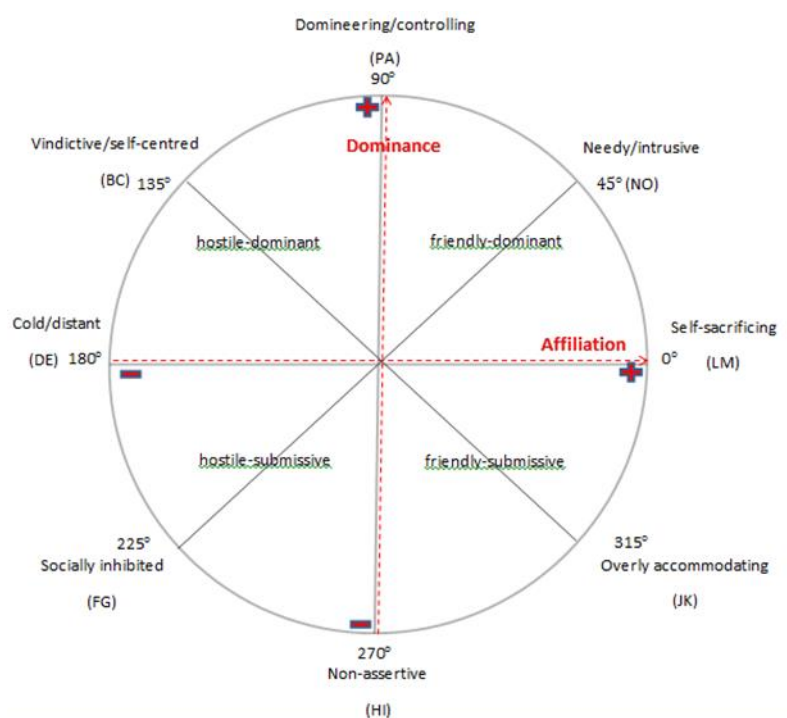 Domineering/controlling
(PA)
90°
Dominance
Vindictive/self-centred
(BC) 135°
Needy/intrusive
45° (NO)
hostile-dominant
friendly-dominant
Cold/distant
(DE) 180°
Affiliation
Self-sacrificing
0°
(LM)
hostile-submissive
friendly-submissive
225°
Socially inhibited
(FG)
315°
Overly accommodating
(JK)
270°
Non-assertive
(HI)